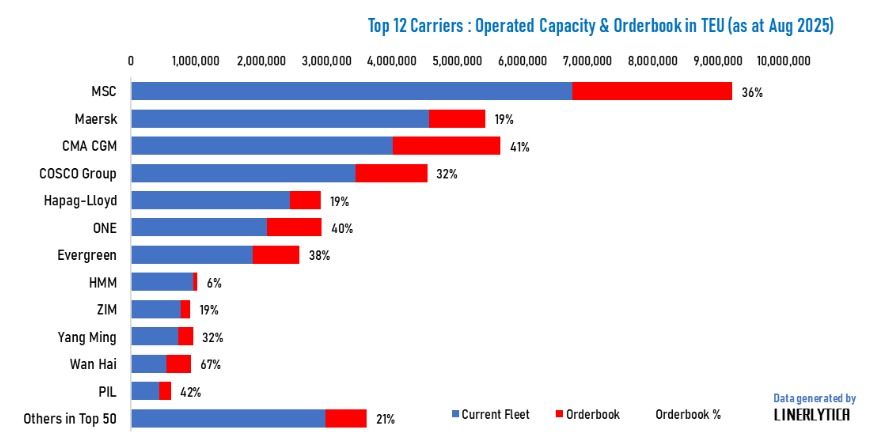 Top 12 Carriers : Operated Capacity & Orderbook in TEU (as at Aug 2025)
0 1,000,000 2,000,000 3,000,000 4,000,000 5,000,000 6,000,000 7,000,000 8,000,000 9,000,000 10,000,000
MSC 36%
Maersk 19%
CMA CGM 41%
COSCO Group 32%
Hapag-Lloyd 19%
ONE 40%
Evergreen 38%
HMM 6%
ZIM 19%
Yang Ming 32%
Wan Hai 67%
PIL 42%
Others in Top 50 21%
Current Fleet Orderbook Orderbook %
Data generated by
LINERLYTICA